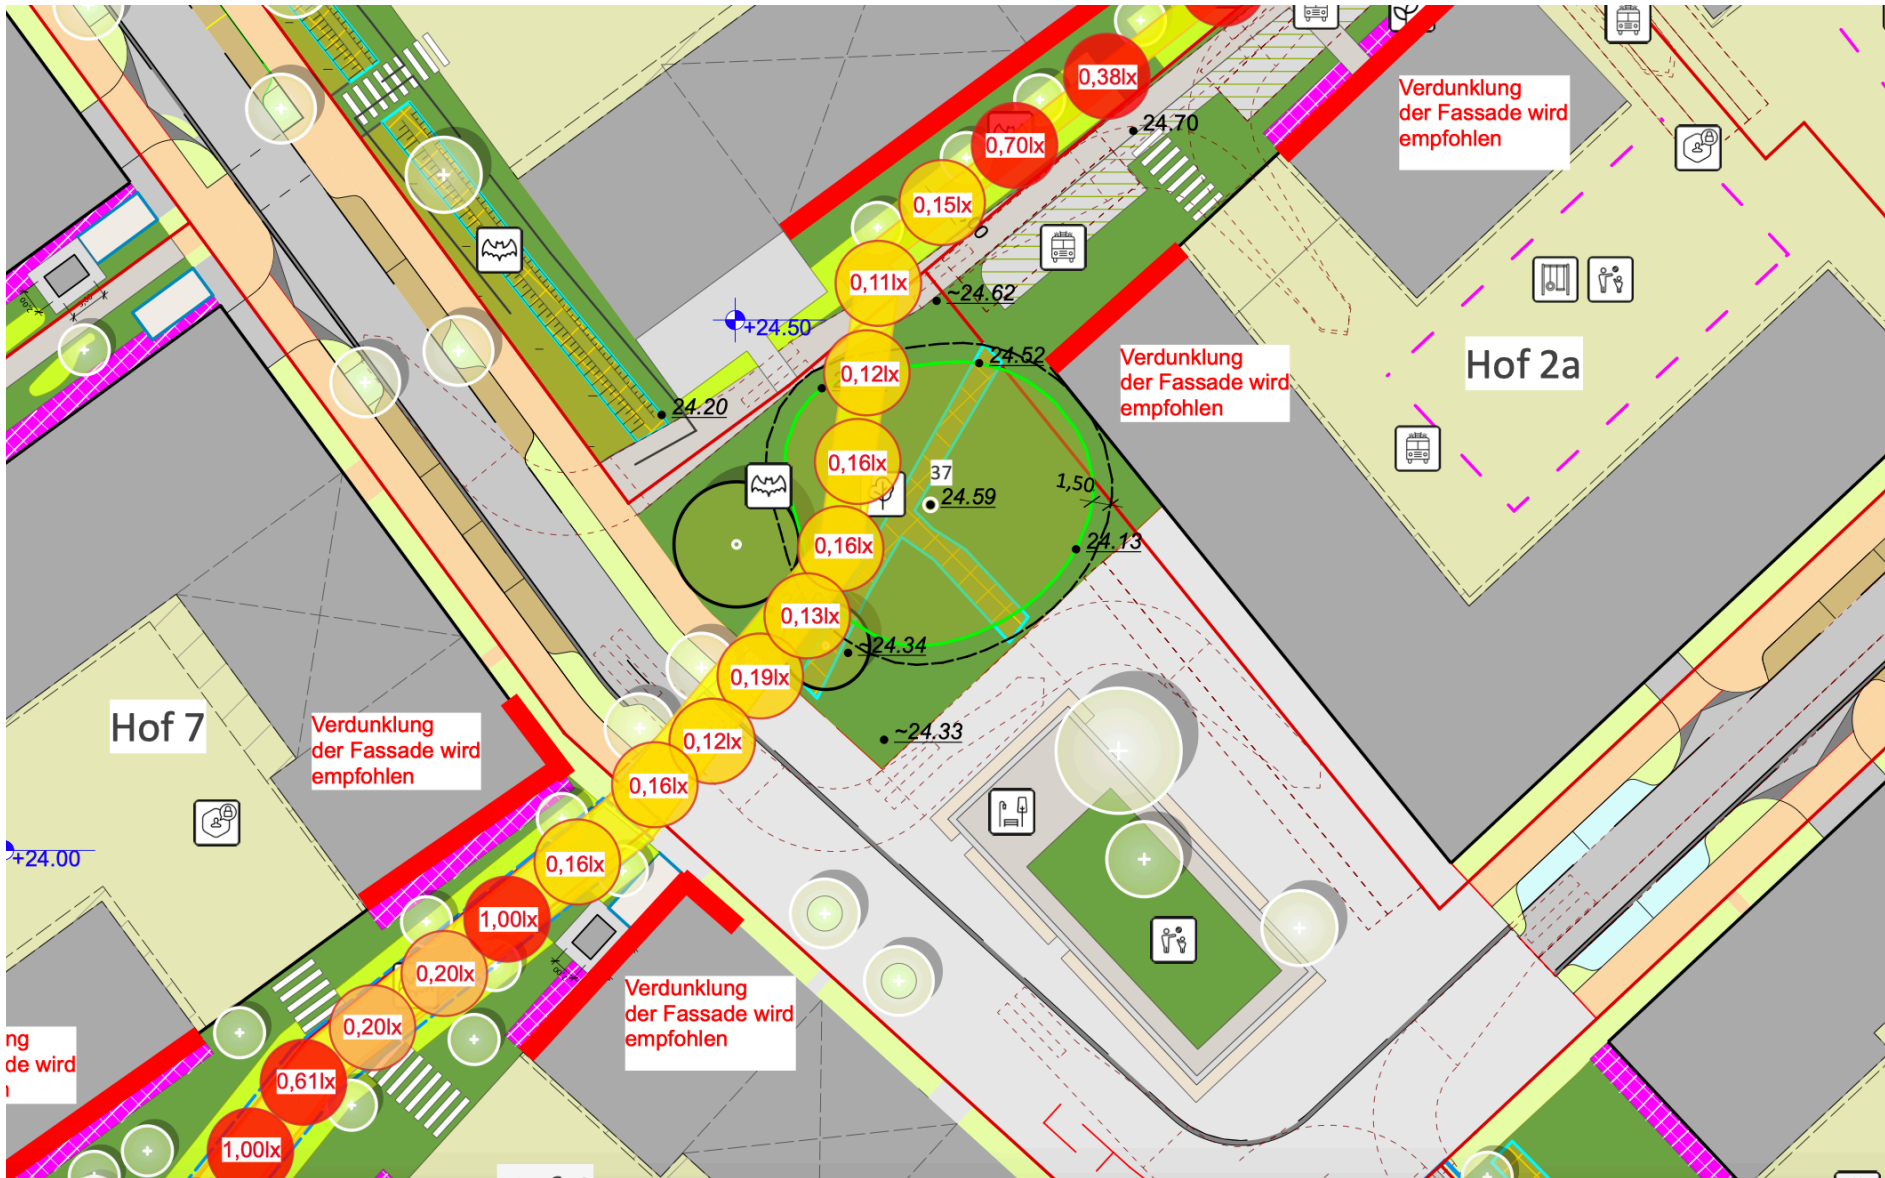 0,38lx
Verdunklung
der Fassade wird
empfohlen
24.70
0,70lx
0,15lx
0,11lx
~24.62
+24.50
Verdunklung
der Fassade wird
empfohlen
Hof 2a
24.52
0,12lx
24.20
0,16lx
37
24.59
1,50
0,16lx
24.13
0,13lx
24.34
0,19lx
Hof 7
Verdunklung
der Fassade wird
empfohlen
0,12lx
~24.33
0,16lx
+24.00
0,16lx
1,00lx
0,20lx
Verdunklung
der Fassade wird
empfohlen
0,20lx
ng
de wird
n
0,61lx
1,00lx